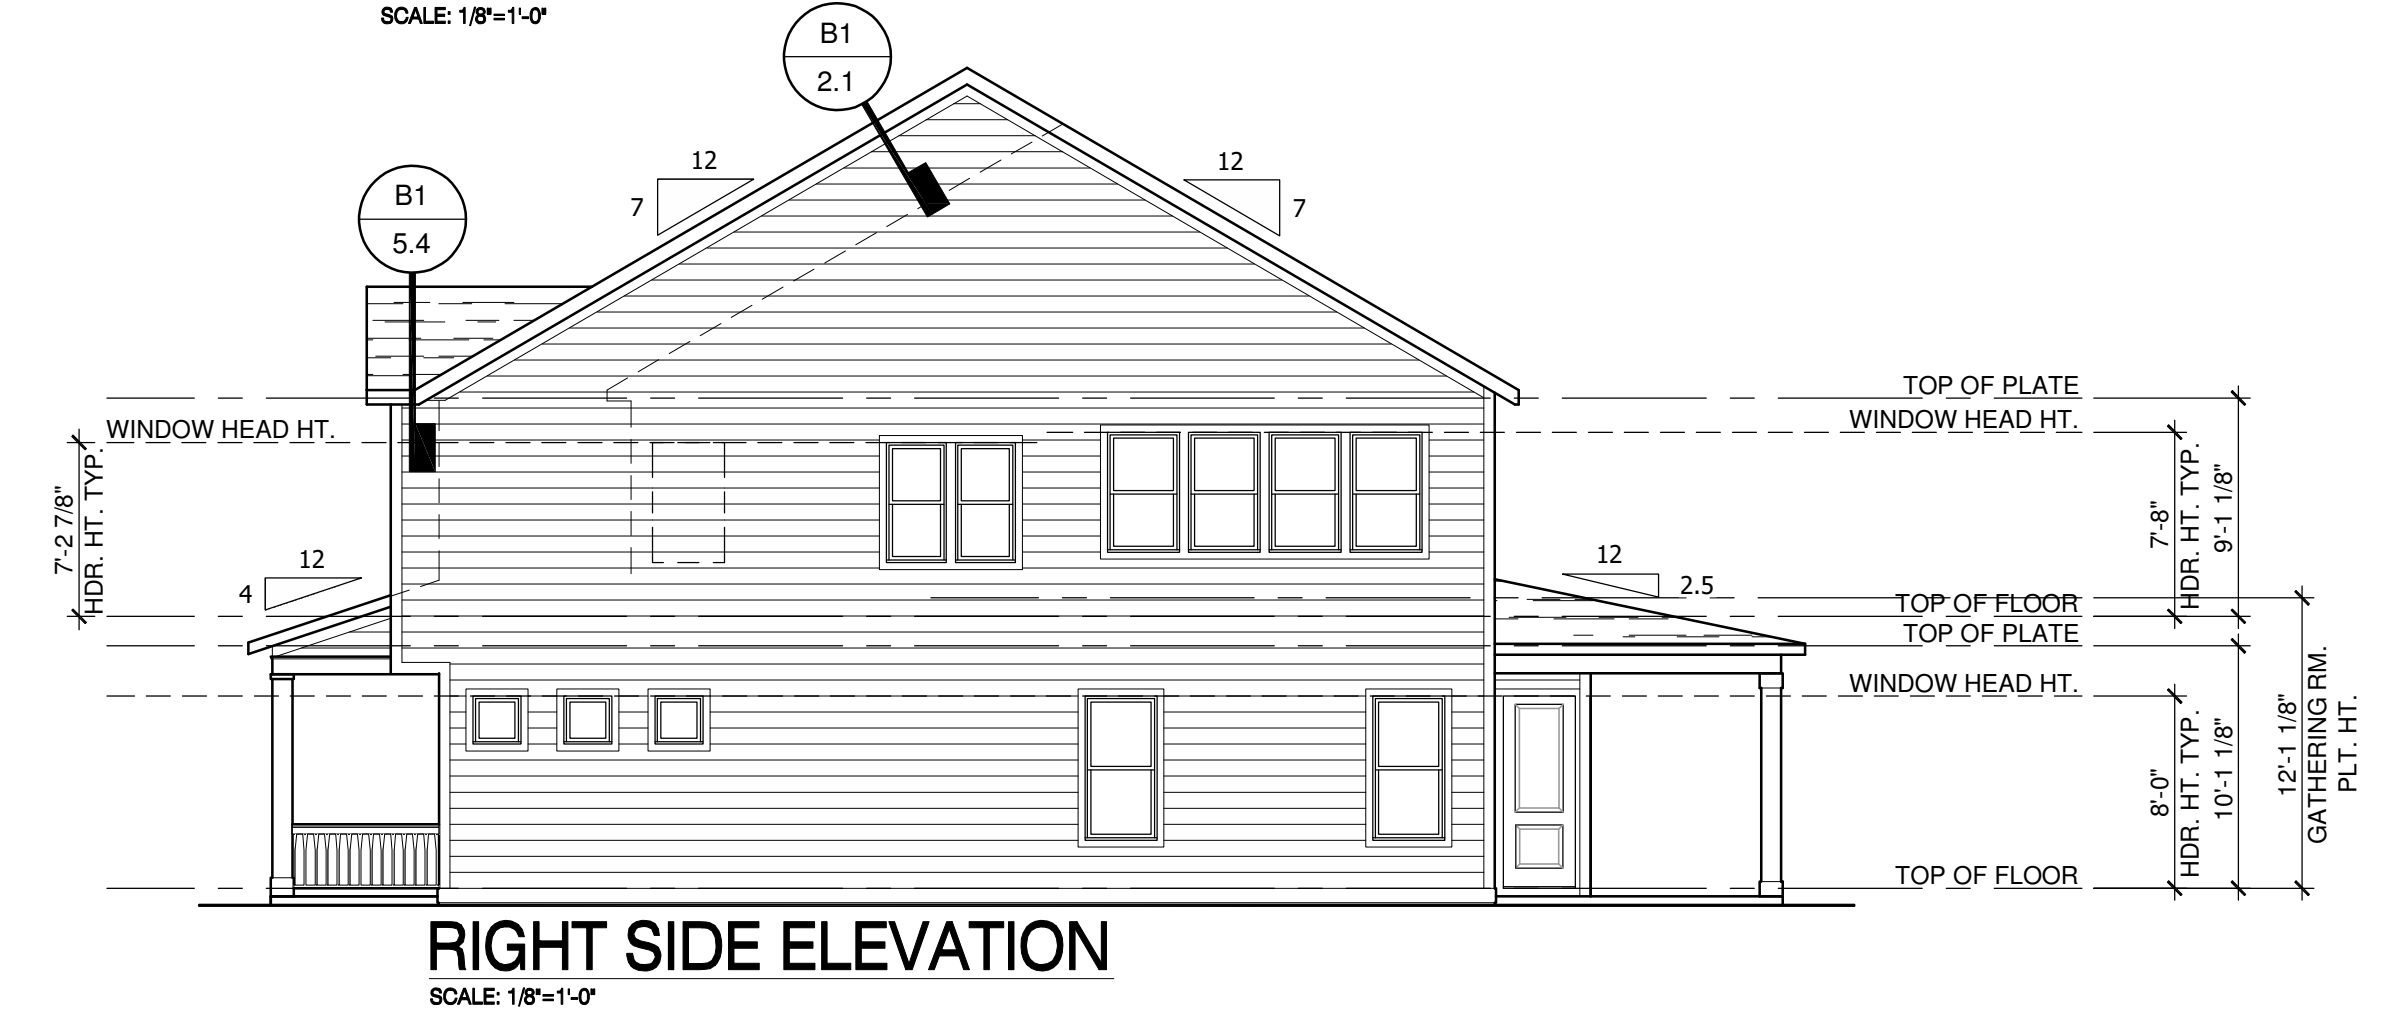 SCALE: 1/8"=1'-0"
B1
2.1
B1
5.4
12
7
12
7
TOP OF PLATE
WINDOW HEAD HT.
WINDOW HEAD HT.
7'-2 7/8"
HDR. HT. TYP.
7'-8"
HDR. HT. TYP.
9'-1 1/8"
12
4
12
2.5
TOP OF FLOOR
TOP OF PLATE
WINDOW HEAD HT.
8'-0"
HDR. HT. TYP.
10'-1 1/8"
12'-1 1/8"
GATHERING RM.
PLT. HT.
TOP OF FLOOR
RIGHT SIDE ELEVATION
SCALE: 1/8"=1'-0"